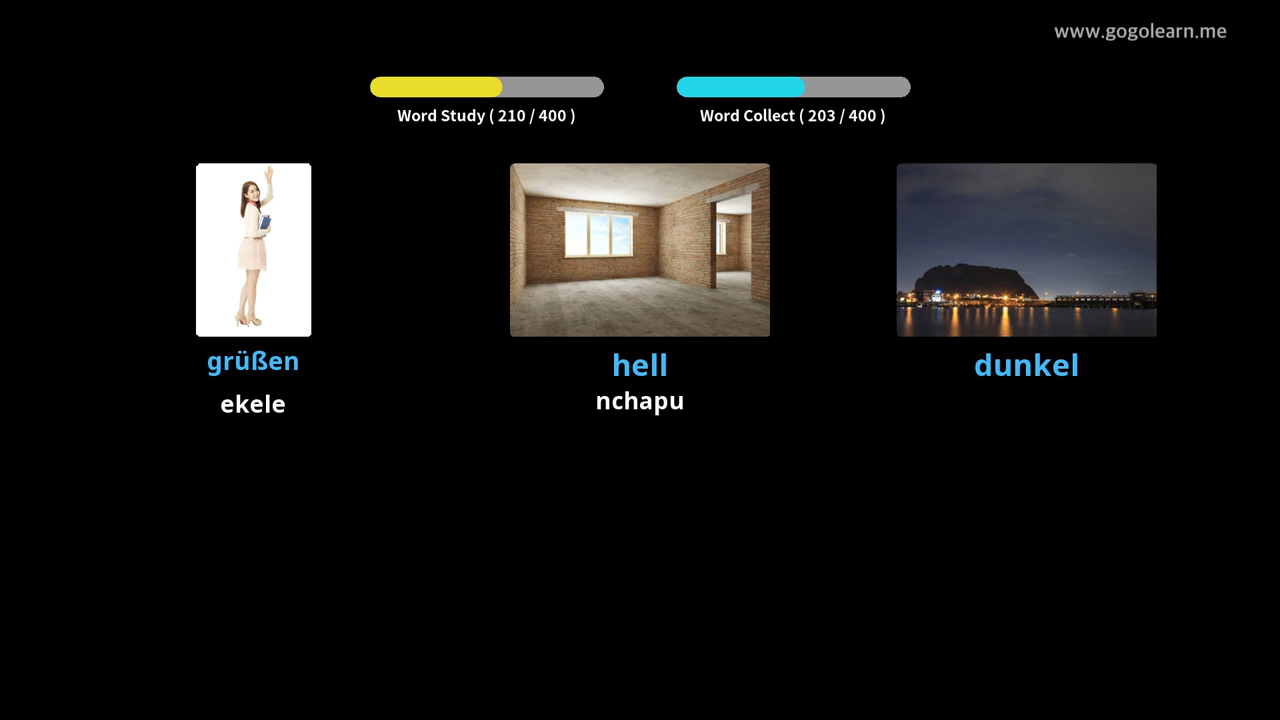 www.gogolearn.me
Word Study ( 210 / 400 )
Word Collect ( 203 / 400 )
grüßen
ekele
hell
nchapu
dunkel